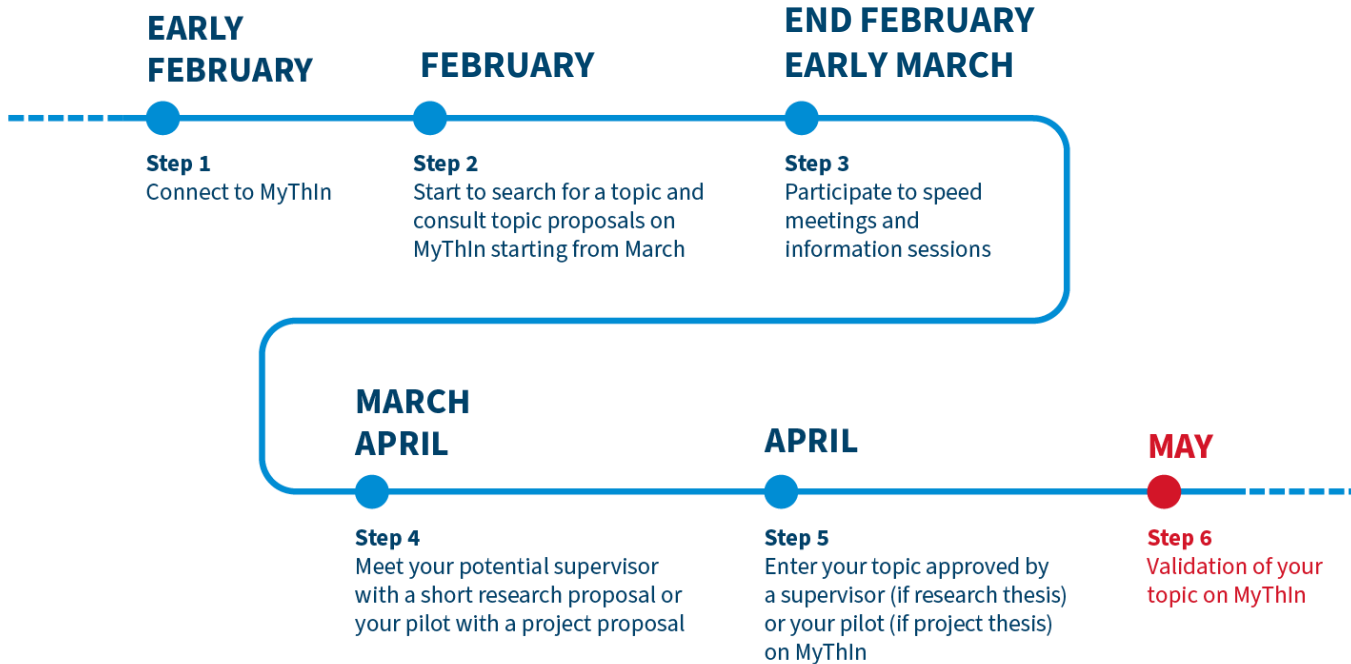 EARLY
FEBRUARY
FEBRUARY
END FEBRUARY
EARLY MARCH
Step 1
Connect to MyThIn
Step 2
Start to search for a topic and
consult topic proposals on
MyThIn starting from March
Step 3
Participate to speed
meetings and
information sessions
MARCH
APRIL
APRIL
MAY
Step 4
Meet your potential supervisor
with a short research proposal or
your pilot with a project proposal
Step 5
Enter your topic approved by
a supervisor (if research thesis)
or your pilot (if project thesis)
on MyThIn
Step 6
Validation of your
topic on MyThIn